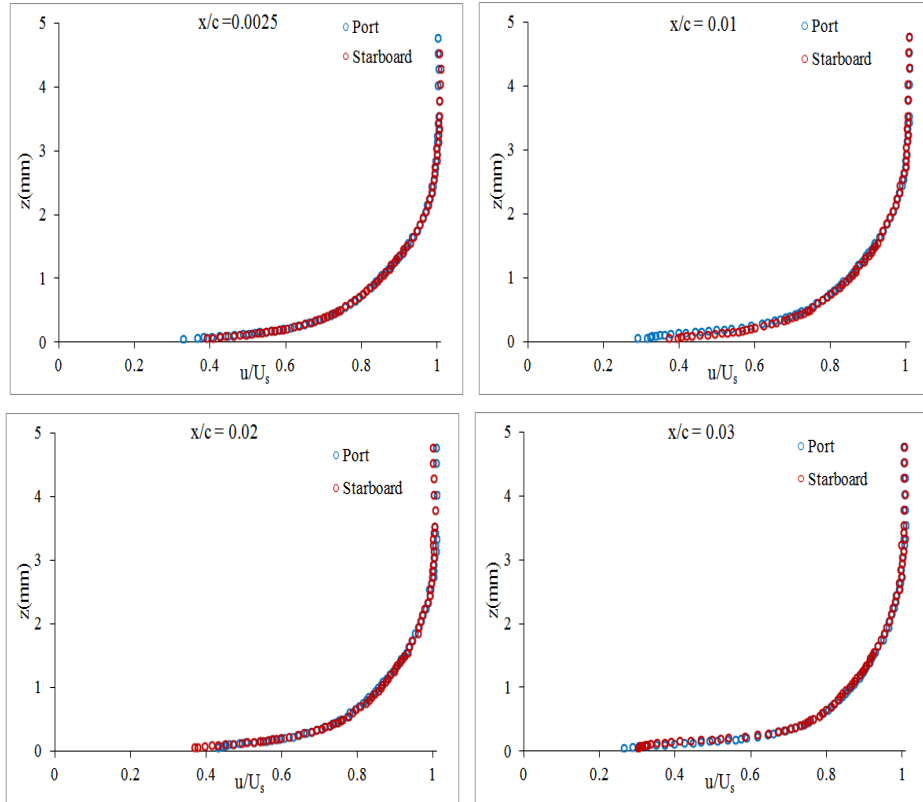 x/c =0.0025
Port
Starboard
z(mm)
5
4
3
2
1
0
0 0.2 0.4 0.6 0.8 1
u/Us
x/c = 0.01
Port
Starboard
z(mm)
5
4
3
2
1
0
0 0.2 0.4 0.6 0.8 1
u/Us
x/c = 0.02
Port
Starboard
z(mm)
5
4
3
2
1
0
0 0.2 0.4 0.6 0.8 1
u/Us
x/c = 0.03
Port
Starboard
z(mm)
5
4
3
2
1
0
0 0.2 0.4 0.6 0.8 1
u/Us